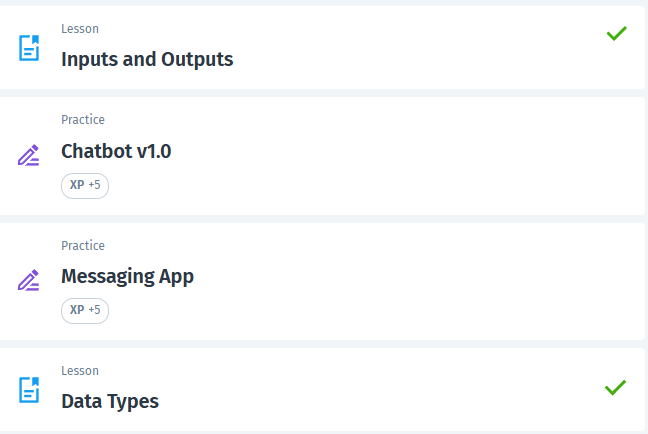 Lesson
Inputs and Outputs
Practice
Chatbot v1.0
XP +5
Practice
Messaging App
XP +5
Lesson
Data Types